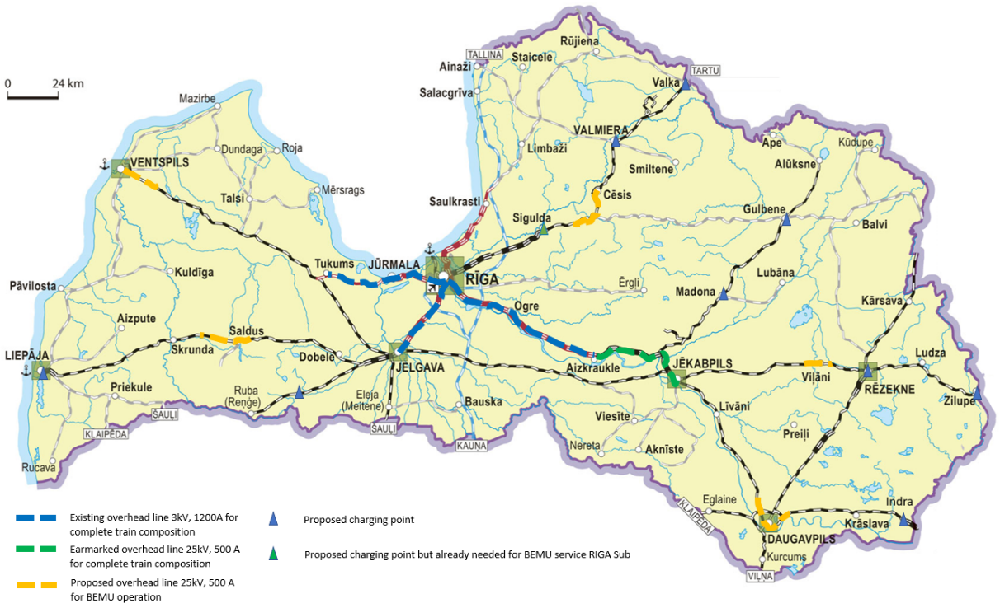 Rūjiena
TALLINA
Staicele
Ainaži
TARTU
Valka
0 24 km
Salacgrīva
Mazirbe
VALMIERA
Ape
Kūdupe
Limbaži
Dundaga
Roja
VENTSPILS
Smiltene
Alūksne
Mērsrags
Talsi
Saulkrasti
Cēsis
Sigulda
Gulbene
Balvi
Tukums
JŪRMALA
Kuldīga
RĪGA
Lubāna
Pāvilosta
Ērgli
Madona
Ogre
Kārsava
Aizpute
Saldus
Skrunda
LIEPĀJA
Dobele
Aizkraukle
JĒKABPILS
Ludza
JELGAVA
Viļāni
RĒZEKNE
Priekule
Ruba
(Reņģe)
Eleja
(Meitene)
Bauska
Zilupe
Līvāni
ŠAUĻI
Viesīte
ŠAUĻI
KLAIPĒDA
Preiļi
KAUŅA
Nereta
Aknīste
Rucava
Eglaine
Indra
KLAIPĒDA
Krāslava
DAUGAVPILS
Kurcums
VIĻŅA
Existing overhead line 3kV, 1200A for
complete train composition
Proposed charging point
Earmarked overhead line 25kV, 500 A
for complete train composition
Proposed charging point but already needed for BEMU service RIGA Sub
Proposed overhead line 25kV, 500 A
for BEMU operation